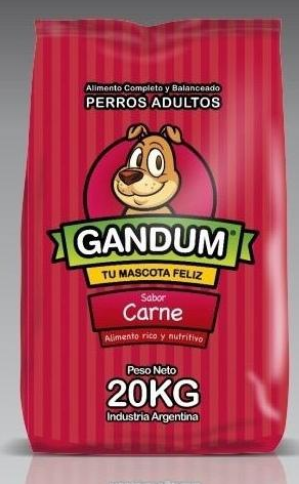 Alimento Completo y Balanceado
PERROS ADULTOS
GANDUM®
TU MASCOTA FELIZ
Sabor
Carne
Alimento rico y nutritivo
Peso Neto
20KG
Industria Argentina